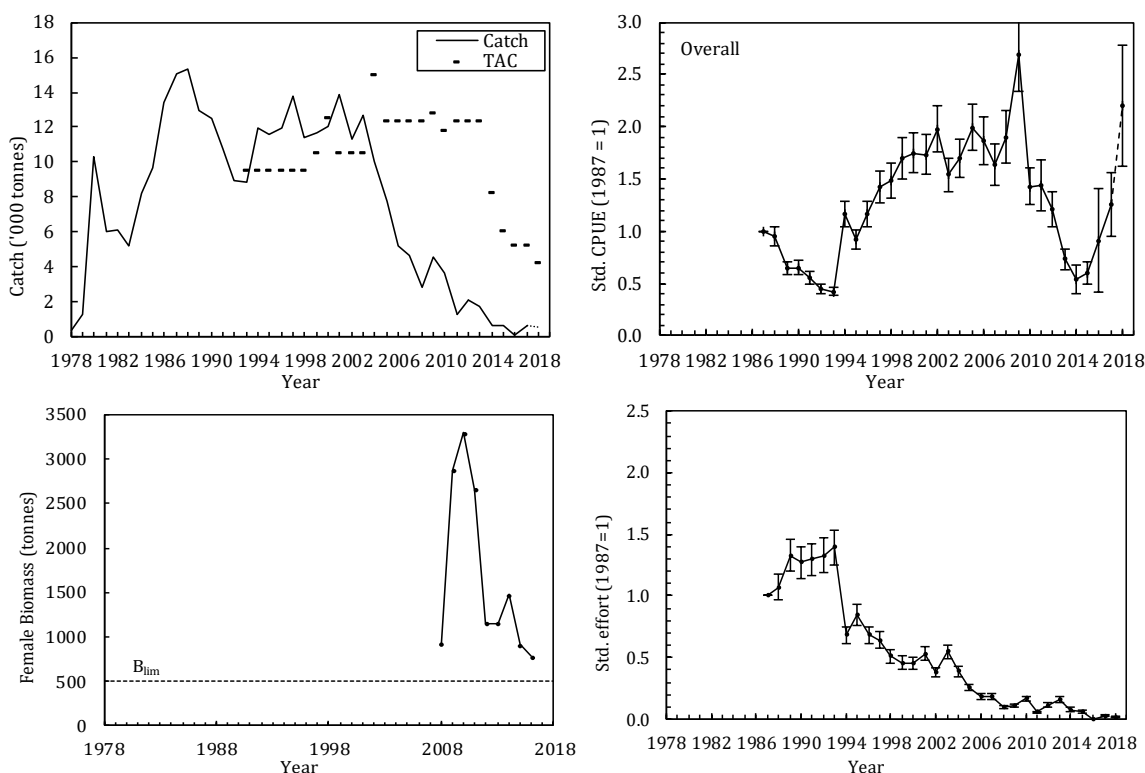 Catch ('000 tonnes)
18
16
14
12
10
8
6
4
2
0
Catch
TAC
1978 1982 1986 1990 1994 1998 2002 2006 2010 2014 2018
Year
Std. CPUE (1987 = 1)
3.0
2.5
2.0
1.5
1.0
0.5
0.0
Overall
1978 1982 1986 1990 1994 1998 2002 2006 2010 2014 2018
Year
Female Biomass (tonnes)
3500
3000
2500
2000
1500
1000
500
0
Blim
1978 1988 1998 2008 2018
Year
Std. effort (1987=1)
2.5
2.0
1.5
1.0
0.5
0.0
1978 1982 1986 1990 1994 1998 2002 2006 2010 2014 2018
Year